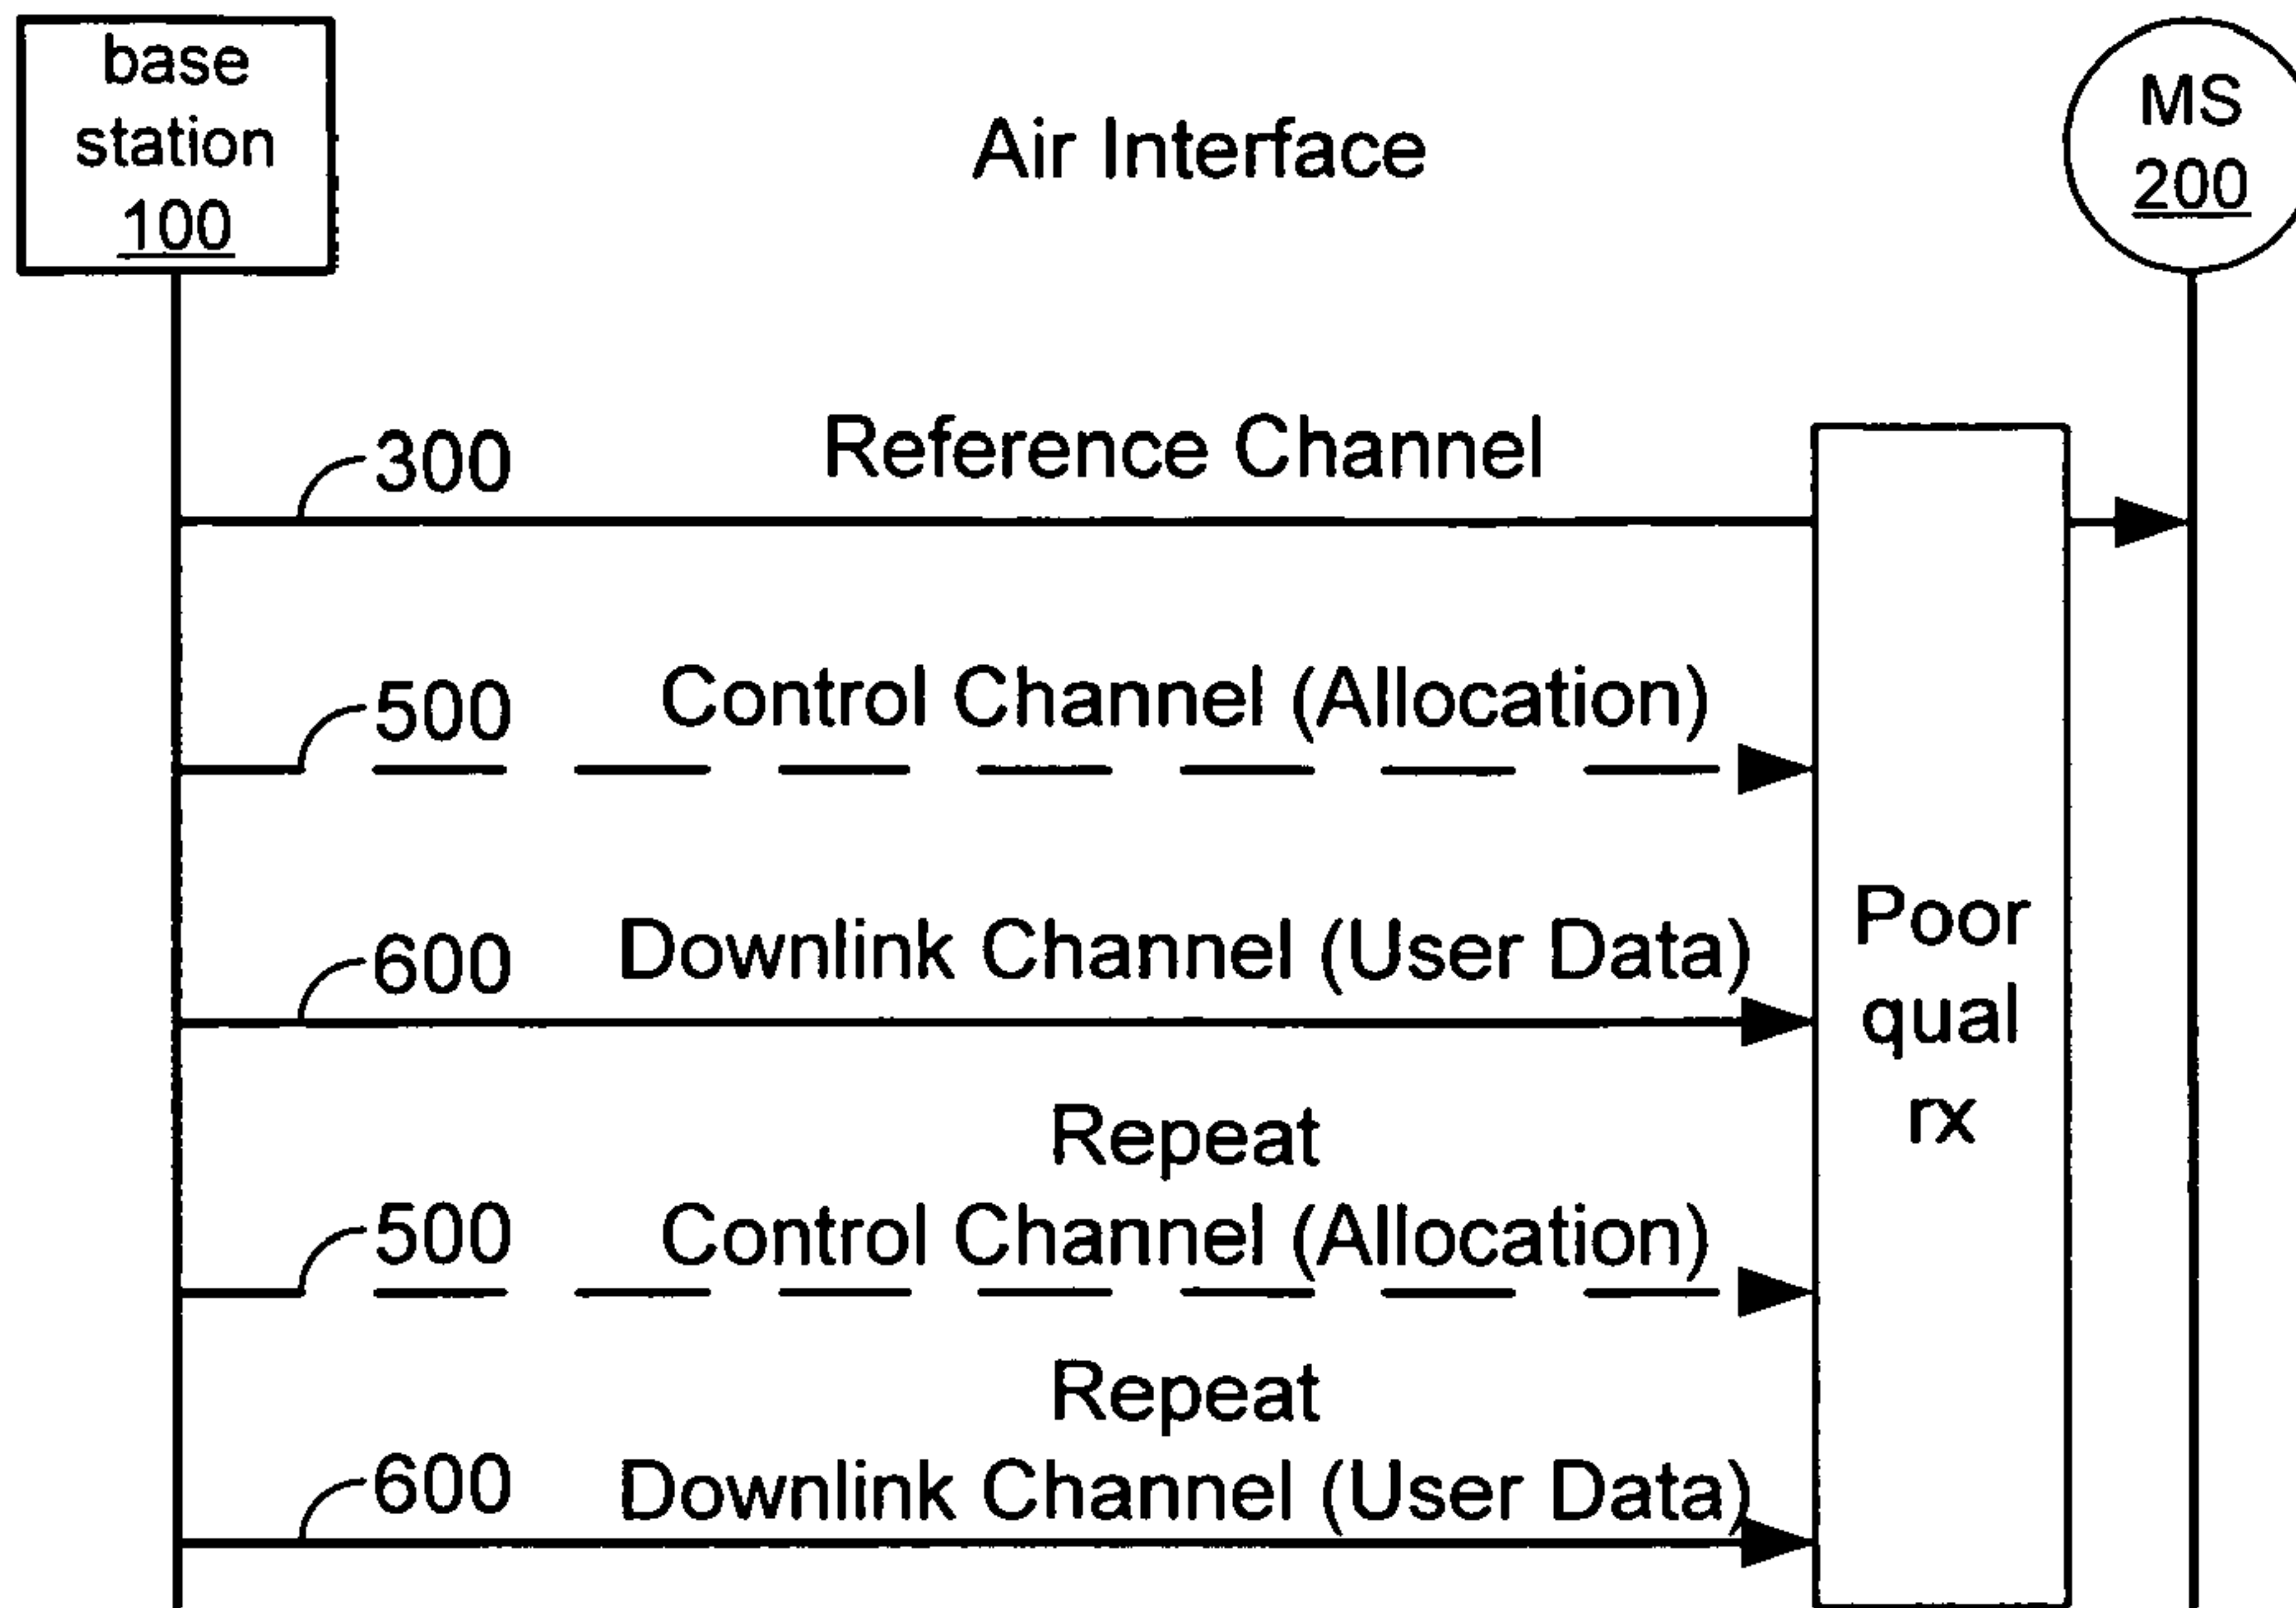 base
station
100
Air Interface
MS
200
300
Reference Channel
500
Control Channel (Allocation)
600
Downlink Channel (User Data)
Poor
qual
rx
Repeat
500
Control Channel (Allocation)
Repeat
600
Downlink Channel (User Data)